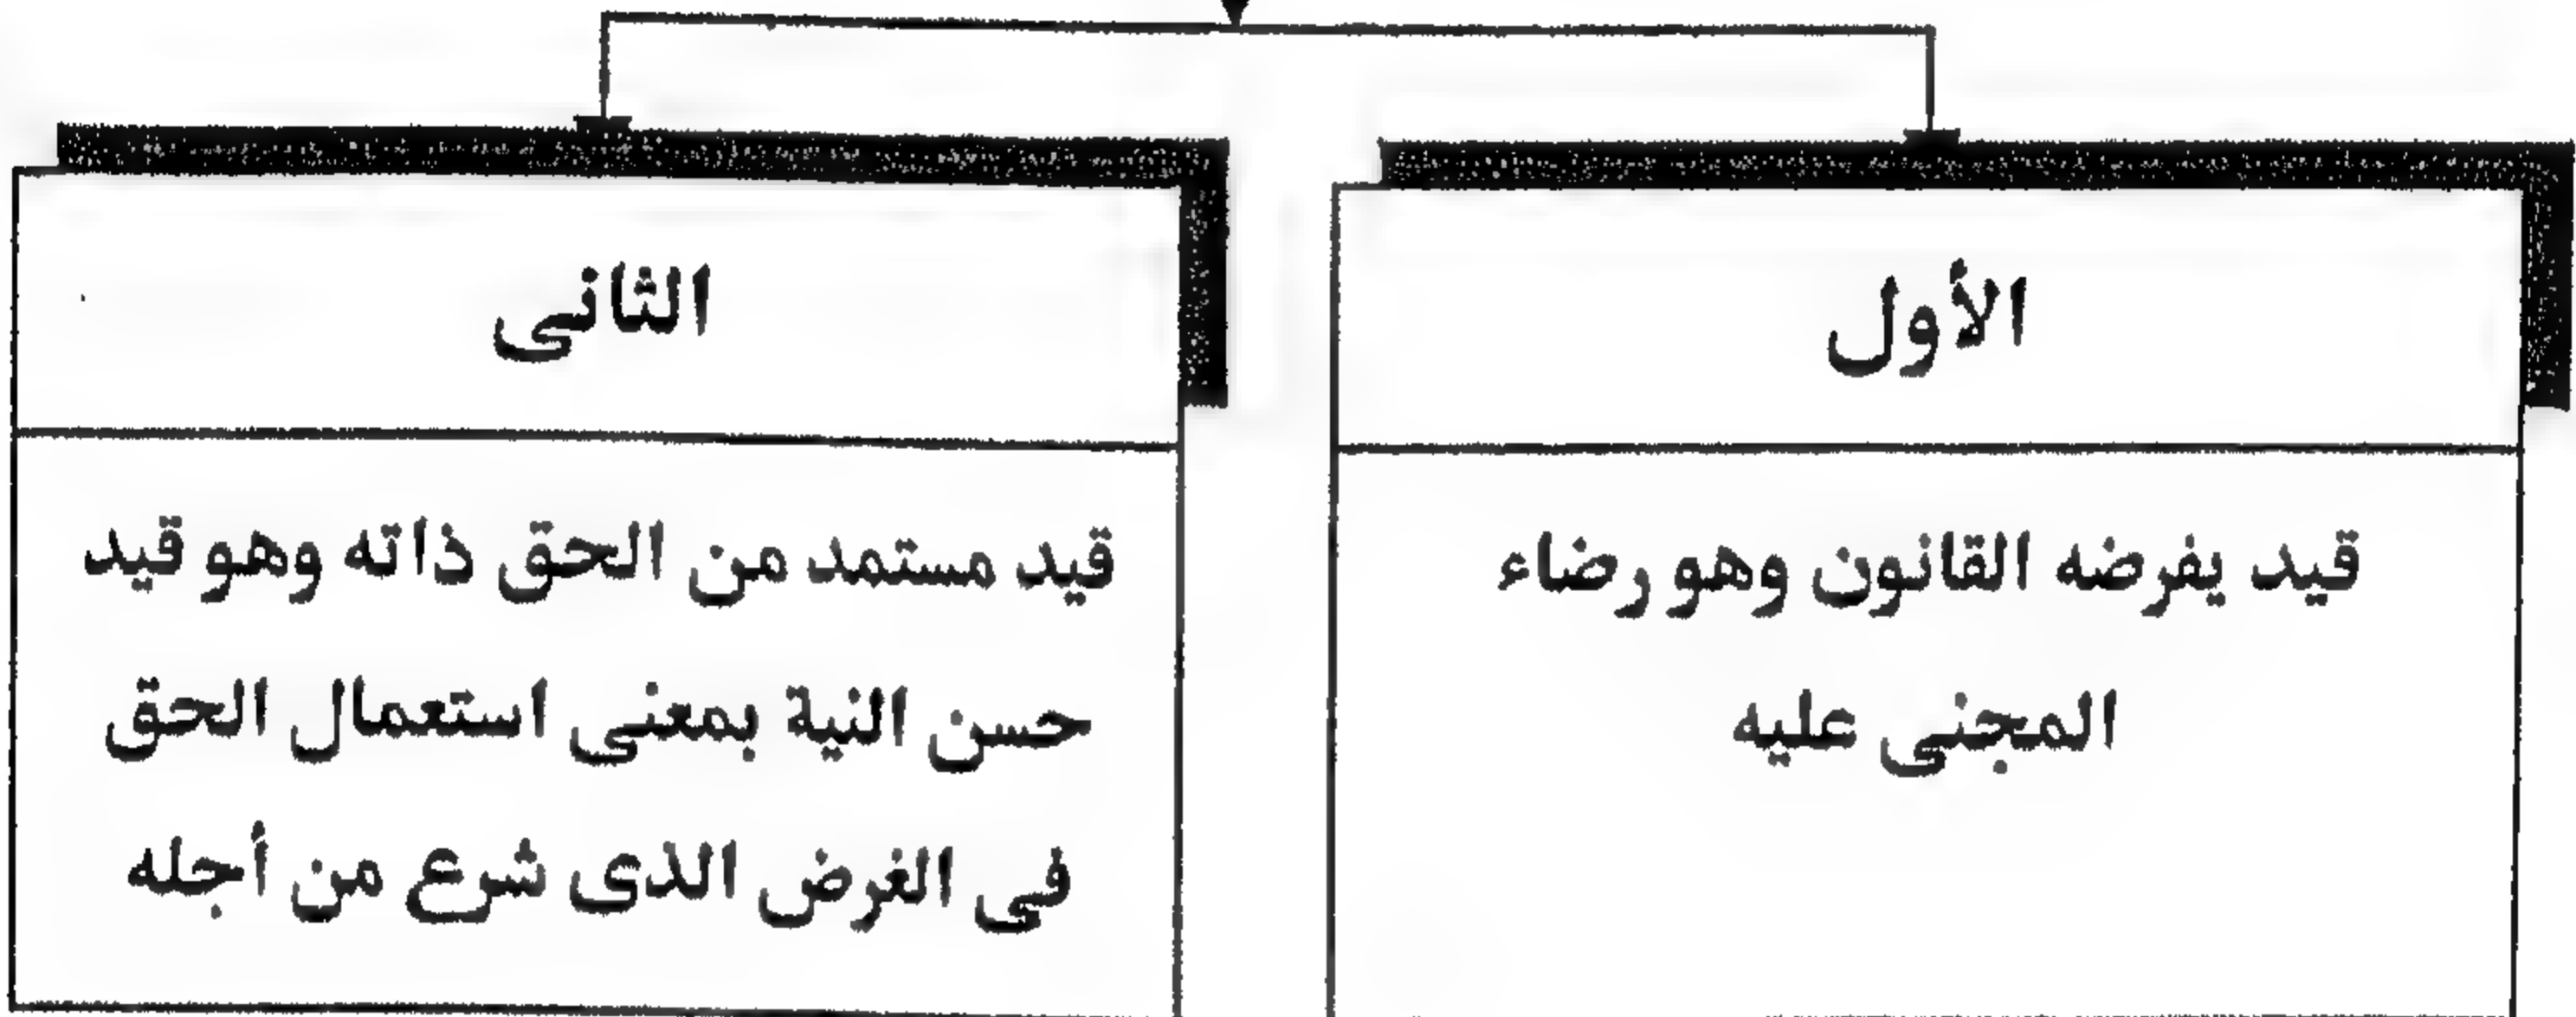 الأول
قيد يفرضه القانون وهو رضاء
المجنى عليه
الثانى
قيد مستمد من الحق ذاته وهو قيد
حسن النية بمعنى استعمال الحق
فى الغرض الذى شرع من أجله